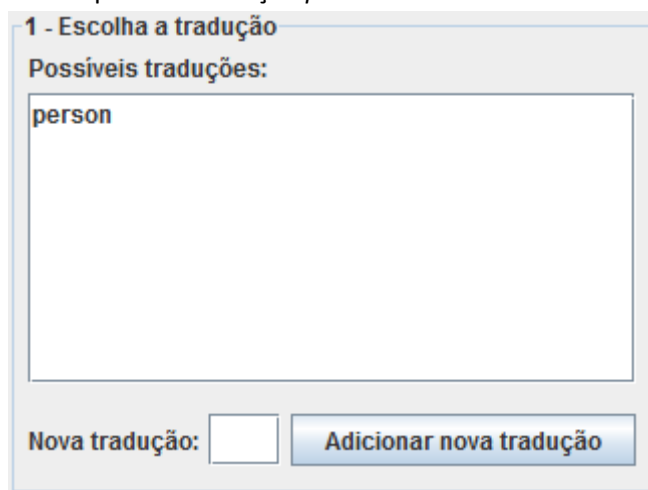 1 - Escolha a tradução
Possíveis traduções:
person
Nova tradução:
Adicionar nova tradução